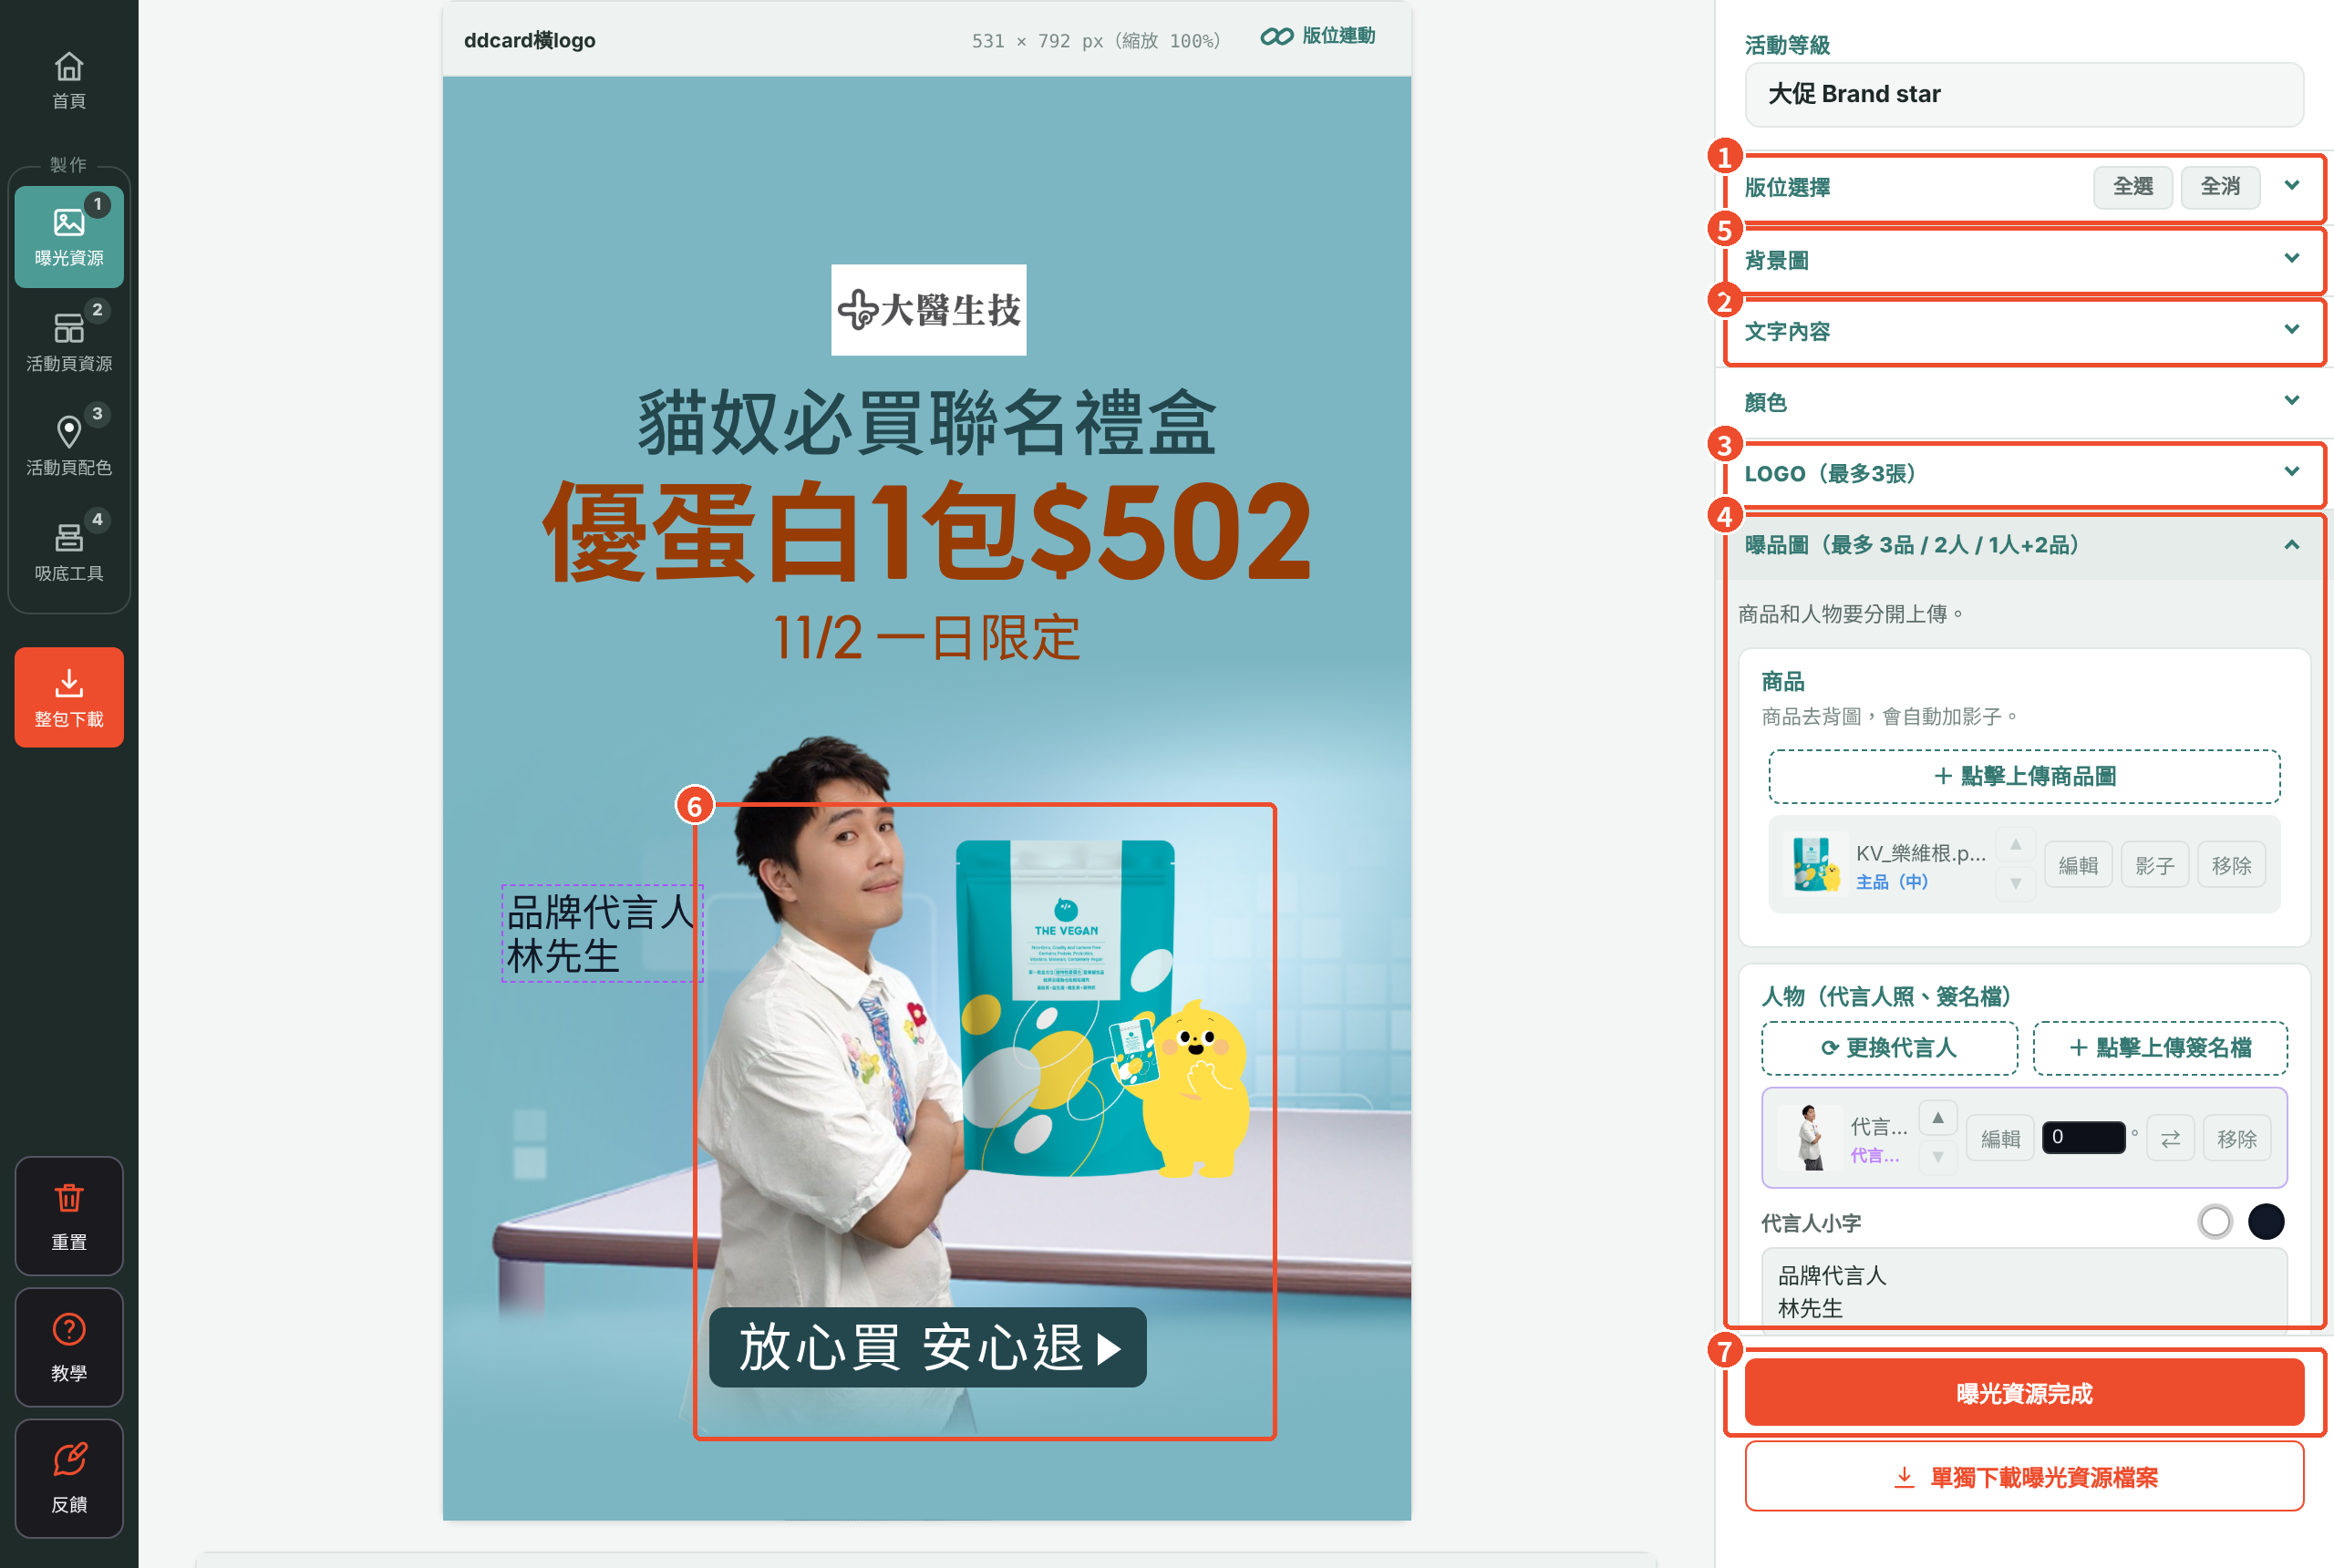 首頁
製作
1
曝光資源
2
活動頁資源
3
活動頁配色
4
吸底工具
整包下載
重置
教學
反饋
ddcard橫logo
531 × 792 px（縮放 100%）
版位連動
大醫生技
貓奴必買聯名禮盒
優蛋白1包$502
11/2 一日限定
6
品牌代言人
林先生
THE VEGAN
放心買 安心退▶
活動等級
大促 Brand star
1
版位選擇
全選
全消
5
背景圖
2
文字內容
顏色
3
LOGO（最多3張）
4
曝品圖（最多 3品 / 2人 / 1人+2品）
商品和人物要分開上傳。
商品
商品去背圖，會自動加影子。
＋ 點擊上傳商品圖
KV_樂維根.p...
主品（中）
▲
▼
編輯
影子
移除
人物（代言人照、簽名檔）
⟳ 更換代言人
＋ 點擊上傳簽名檔
代言...
代言...
▲
▼
編輯
0
°
⇄
移除
代言人小字
品牌代言人
林先生
7
曝光資源完成
單獨下載曝光資源檔案